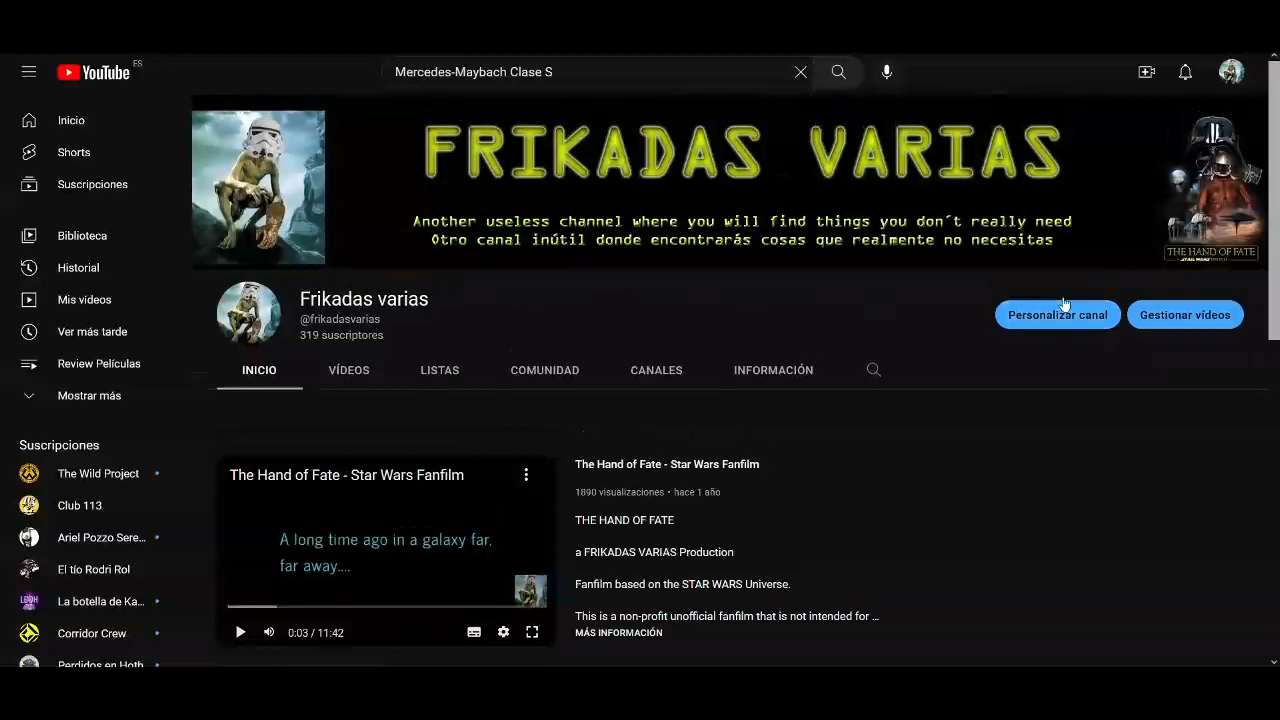 YouTube ES
Mercedes-Maybach Clase S
Inicio
Shorts
Suscripciones
Biblioteca
Historial
Mis vídeos
Ver más tarde
Review Películas
Mostrar más
Suscripciones
The Wild Project
Club 113
Ariel Pozo Sere...
El tío Rodri Rol
La botella de Ka...
Corridor Crew
Perdidos en Hoth
FRIKADAS VARIAS
Another useless channel where you will find things you don´t really need
Otro canal inútil donde encontrarás cosas que realmente no necesitas
THE HAND OF FATE
Frikadas varias
@frikadasvarias
319 suscriptores
Personalizar canal
Gestionar vídeos
INICIO
VÍDEOS
LISTAS
COMUNIDAD
CANALES
INFORMACIÓN
The Hand of Fate - Star Wars Fanfilm
A long time ago in a galaxy far,
far away....
0:03 / 11:42
The Hand of Fate - Star Wars Fanfilm
1890 visualizaciones • hace 1 año
THE HAND OF FATE
a FRIKADAS VARIAS Production
Fanfilm based on the STAR WARS Universe.
This is a non-profit unofficial fanfilm that is not intended for ...
MÁS INFORMACIÓN